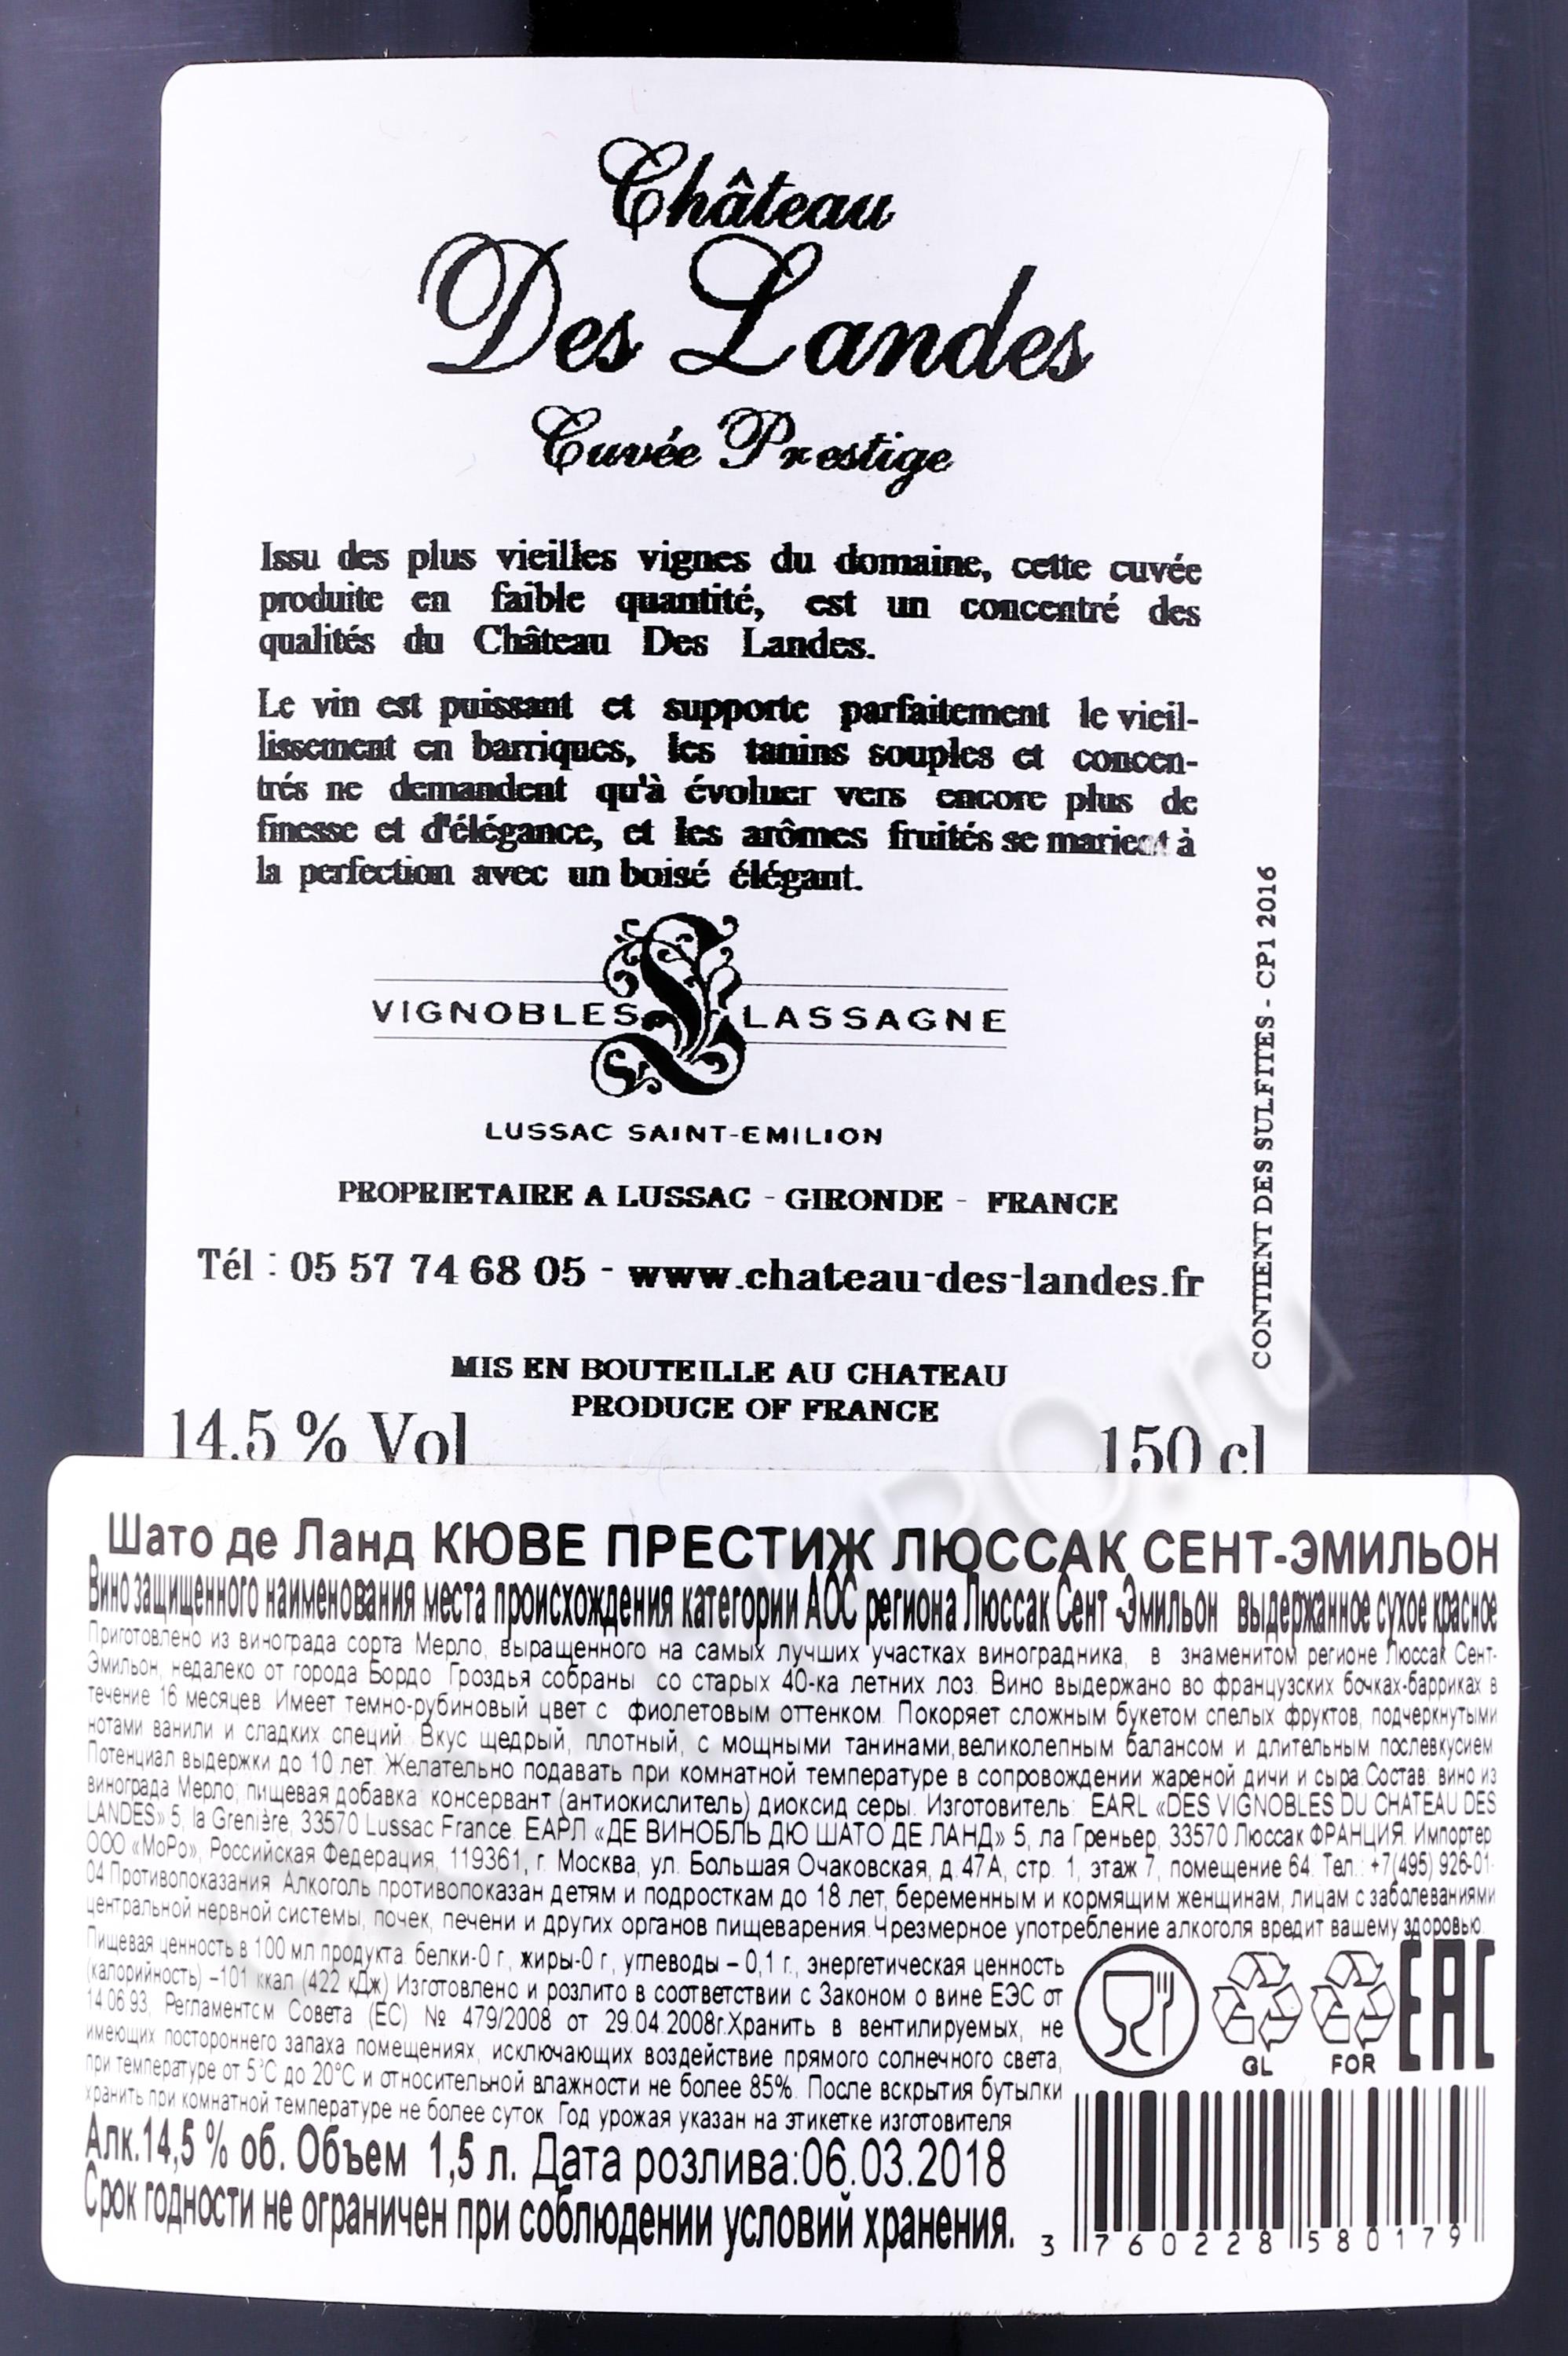 Château
Des Landes
Cuvée Prestige
Issu des plus vieilles vignes du domaine, cette cuvée
produite en faible quantité, est un concentré des
qualités du Château Des Landes.
Le vin est puissant et supporte parfaitement le vieil-
lissement en barriques, les tanins souples et concen-
trés ne demandent qu'à évoluer vers encore plus de
finesse et d'élégance, et les arômes fruités se marient à
la perfection avec un boisé élégant.
VIGNOBLES LASSAGNE
LUSSAC SAINT-EMILION
PROPRIETAIRE A LUSSAC - GIRONDE - FRANCE
Tél : 05 57 74 68 05 - www.chateau-des-landes.fr
CONTIENT DES SULFITES - CP1 2016
MIS EN BOUTEILLE AU CHATEAU
PRODUCE OF FRANCE
14.5 % Vol
150 cl
Шато де Ланд КЮВЕ ПРЕСТИЖ ЛЮССАК СЕНТ-ЭМИЛЬОН
Вино защищенного наименования места происхождения категории АОС региона Люссак Сент -Эмильон выдержанное сухое красное
Приготовлено из винограда сорта Мерло, выращенного на самых лучших участках виноградника, в знаменитом регионе Люссак Сент-
Эмильон, недалеко от города Бордо. Гроздья собраны со старых 40-ка летних лоз. Вино выдержано во французских бочках-барриках в
течение 16 месяцев. Имеет темно-рубиновый цвет с фиолетовым оттенком. Покоряет сложным букетом спелых фруктов, подчеркнутыми
нотами ванили и сладких специй. Вкус щедрый, плотный, с мощными танинами,великолепным балансом и длительным послевкусием.
Потенциал выдержки до 10 лет. Желательно подавать при комнатной температуре в сопровождении жареной дичи и сыра.Состав: вино из
винограда Мерло; пищевая добавка: консервант (антиокислитель) диоксид серы. Изготовитель: EARL «DES VIGNOBLES DU CHATEAU DES
LANDES» 5, la Grenière, 33570 Lussac France. ЕАРЛ «ДЕ ВИНОБЛЬ ДЮ ШАТО ДЕ ЛАНД» 5, ла Греньер, 33570 Люссак ФРАНЦИЯ. Импортер
ООО «МоРо», Российская Федерация, 119361, г. Москва, ул. Большая Очаковская, д.47А, стр. 1, этаж 7, помещение 64. Тел.: +7(495) 926-01-
04 Противопоказания. Алкоголь противопоказан детям и подросткам до 18 лет, беременным и кормящим женщинам, лицам с заболеваниями
центральной нервной системы, почек, печени и других органов пищеварения.Чрезмерное употребление алкоголя вредит вашему здоровью.
Пищевая ценность в 100 мл продукта: белки-0 г, жиры-0 г, углеводы – 0,1 г., энергетическая ценность
(калорийность) –101 ккал (422 кДж) Изготовлено и розлито в соответствии с Законом о вине ЕЭС от
14.06.93, Регламентсм Совета (ЕС) № 479/2008 от 29.04.2008г.Хранить в вентилируемых, не
имеющих постороннего запаха помещениях, исключающих воздействие прямого солнечного света,
при температуре от 5°С до 20°С и относительной влажности не более 85%. После вскрытия бутылки
хранить при комнатной температуре не более суток. Год урожая указан на этикетке изготовителя
Алк.14,5 % об. Объем 1,5 л. Дата розлива:06.03.2018
Срок годности не ограничен при соблюдении условий хранения.
GL
FOR
EAC
3 760228 580179